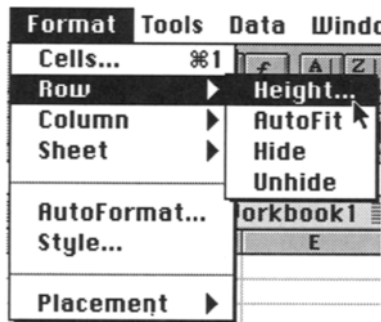 Format Tools Data Windo
Cells... ⌘1
Row
Column
Sheet
AutoFormat...
Style...
Placement
Height...
AutoFit
Hide
Unhide
orkbook1
E